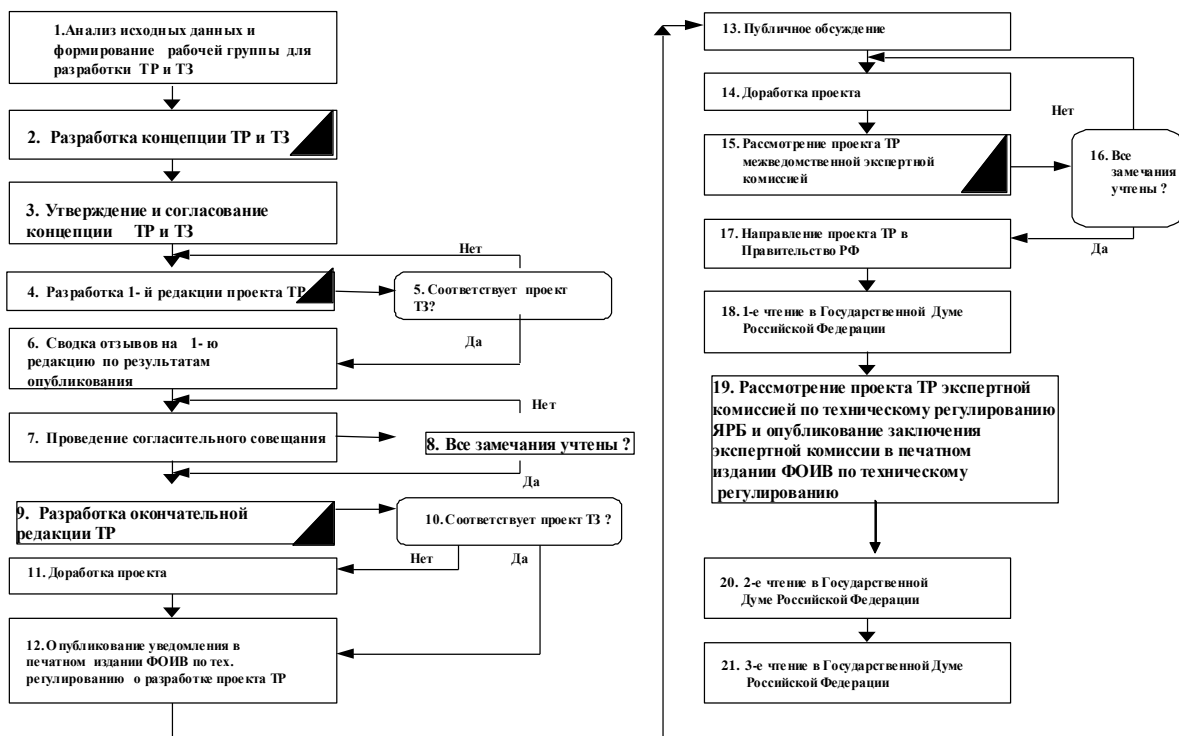 1.Анализ исходных данных и
формирование рабочей группы для
разработки ТР и ТЗ
2. Разработка концепции ТР и ТЗ
3. Утверждение и согласование
концепции ТР и ТЗ
Нет
4. Разработка 1- й редакции проекта ТР
5. Соответствует проект
ТЗ?
Да
6. Сводка отзывов на 1- ю
редакцию по результатам
опубликования
Нет
7. Проведение согласительного совещания
8. Все замечания учтены ?
Да
9. Разработка окончательной
редакции ТР
10. Соответствует проект ТЗ ?
Нет
Да
11. Доработка проекта
12. Опубликование уведомления в
печатном издании ФОИВ по тех.
регулированию о разработке проекта ТР
13. Публичное обсуждение
14. Доработка проекта
Нет
15. Рассмотрение проекта ТР
межведомственной экспертной
комиссией
16. Все
замечания
учтены ?
Да
17. Направление проекта ТР в
Правительство РФ
18. 1-е чтение в Государственной Думе
Российской Федерации
19. Рассмотрение проекта ТР экспертной
комиссией по техническому регулированию
ЯРБ и опубликование заключения
экспертной комиссии в печатном
издании ФОИВ по техническому
регулированию
20. 2-е чтение в Государственной
Думе Российской Федерации
21. 3-е чтение в Государственной Думе
Российской Федерации